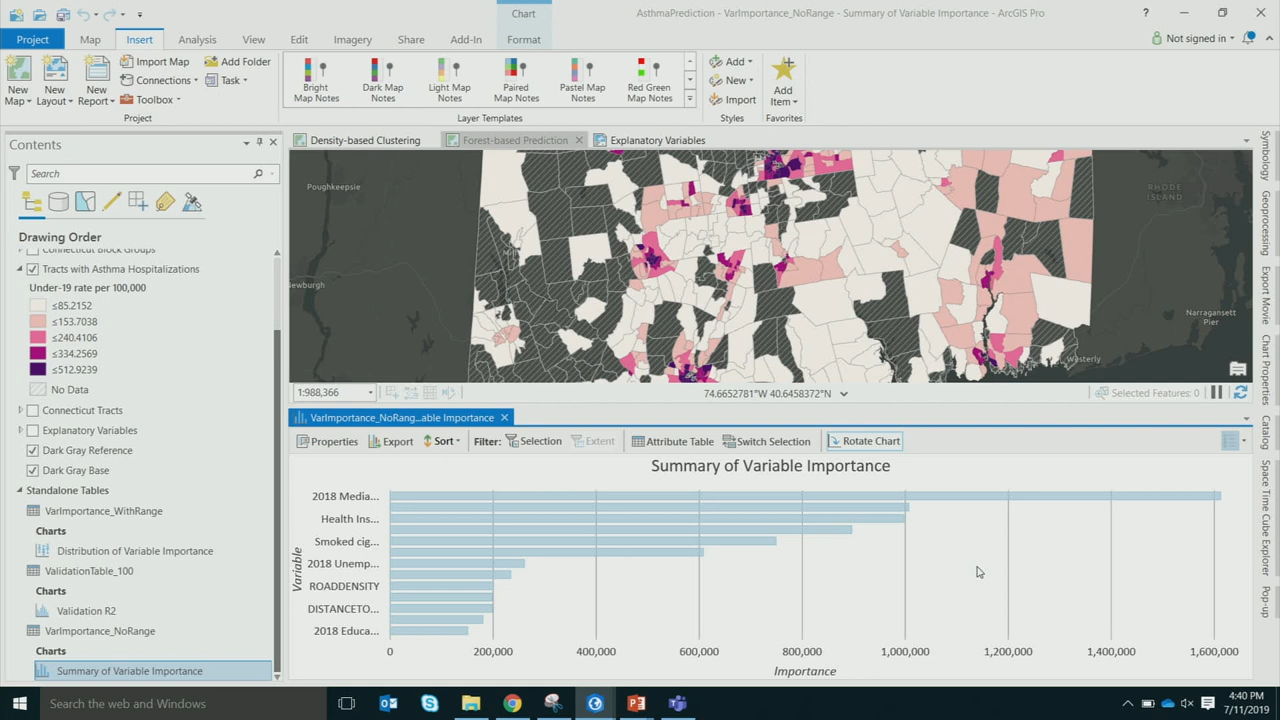 Chart
AsthmaPrediction - VarImportance_NoRange - Summary of Variable Importance - ArcGIS Pro
?
Project Map Insert Analysis View Edit Imagery Share Add-In Format
Not signed in
New Map
New Layout
New Report
Import Map
Connections
Toolbox
Add Folder
Task
Project
Bright Map Notes
Dark Map Notes
Light Map Notes
Paired Map Notes
Pastel Map Notes
Red Green Map Notes
Layer Templates
Add
New
Import
Styles
Add Item
Favorites
Contents
Search
Drawing Order
Connecticut Block Groups
Tracts with Asthma Hospitalizations
Under-19 rate per 100,000
≤85.2152
≤153.7038
≤240.4106
≤334.2569
≤512.9239
No Data
Connecticut Tracts
Explanatory Variables
Dark Gray Reference
Dark Gray Base
Standalone Tables
VarImportance_WithRange
Charts
Distribution of Variable Importance
ValidationTable_100
Charts
Validation R2
VarImportance_NoRange
Charts
Summary of Variable Importance
Density-based Clustering
Forest-based Prediction
Explanatory Variables
Poughkeepsie
Newburgh
RHODE ISLAND
Narragansett Pier
Westerly
1:988,366
74.6652781°W 40.6458372°N
Selected Features: 0
VarImportance_NoRang...able Importance
Properties Export Sort Filter: Selection Extent Attribute Table Switch Selection Rotate Chart
Summary of Variable Importance
Variable
2018 Media...
Health Ins...
Smoked cig...
2018 Unemp...
ROADDENSITY
DISTANCETO...
2018 Educa...
0 200,000 400,000 600,000 800,000 1,000,000 1,200,000 1,400,000 1,600,000
Importance
Symbology
Geoprocessing
Export Movie
Chart Properties
Catalog
Space Time Cube Explorer
Pop-up
Search the web and Windows
4:40 PM
7/11/2019